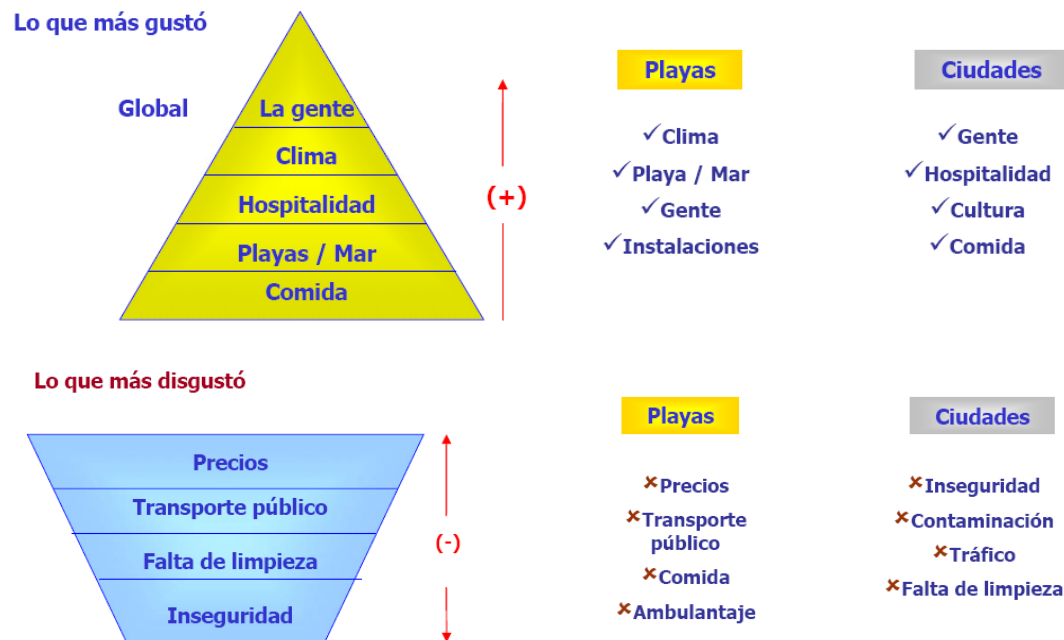 Lo que más gustó
Global
La gente
Clima
Hospitalidad
Playas / Mar
Comida
(+)
Playas
✓Clima
✓Playa / Mar
✓Gente
✓Instalaciones
Ciudades
✓Gente
✓Hospitalidad
✓Cultura
✓Comida
Lo que más disgustó
Precios
Transporte público
Falta de limpieza
Inseguridad
(-)
Playas
✘Precios
✘Transporte
público
✘Comida
✘Ambulantaje
Ciudades
✘Inseguridad
✘Contaminación
✘Tráfico
✘Falta de limpieza